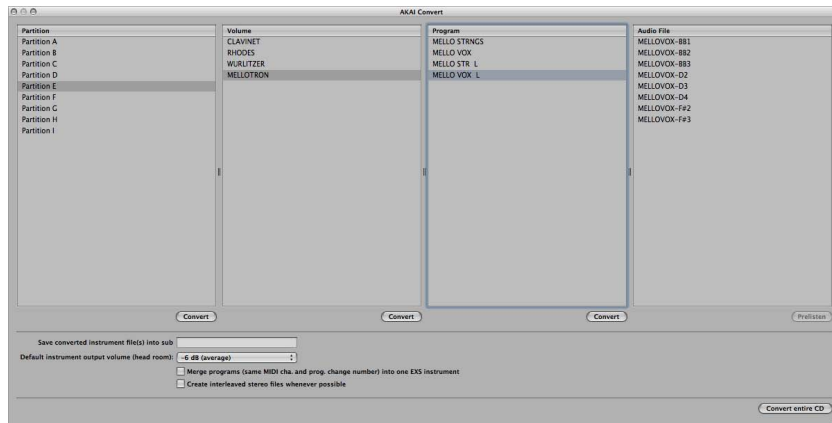 AKAI Convert
Partition
Partition A
Partition B
Partition C
Partition D
Partition E
Partition F
Partition G
Partition H
Partition I
Convert
Volume
CLAVINET
RHODES
WURLITZER
MELLOTRON
Convert
Program
MELLO STRNGS
MELLO VOX
MELLO STR L
MELLO VOX L
Convert
Audio File
MELLOVOX-BB1
MELLOVOX-BB2
MELLOVOX-BB3
MELLOVOX-D2
MELLOVOX-D3
MELLOVOX-D4
MELLOVOX-F#2
MELLOVOX-F#3
Prelisten
Save converted instrument file(s) into sub
Default instrument output volume (head room): -6 dB (average)
Merge programs (same MIDI cha. and prog. change number) into one EXS instrument
Create interleaved stereo files whenever possible
Convert entire CD